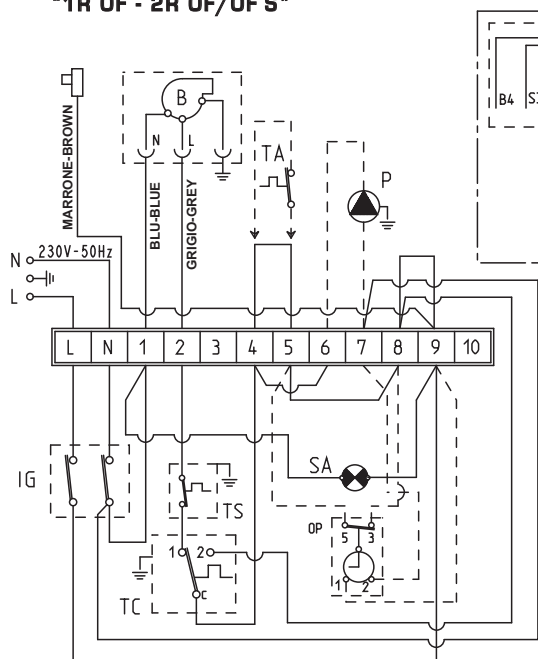 "1R OF - 2R OF/OF S"
B
B4
N
L
TA
P
MARRONE-BROWN
BLU-BLUE
GRIGIO-GREY
N
230V-50Hz
L
L N 1 2 3 4 5 6 7 8 9 10
IG
SA
TS
OP
5 3
1 2
TC
1 2
C